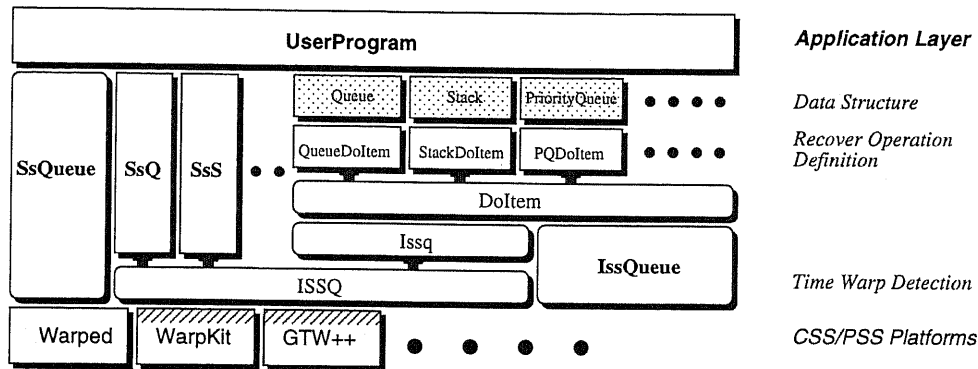 UserProgram
Application Layer
Queue
Stack
PriorityQueue
Data Structure
SsQueue
SsQ
SsS
QueueDoItem
StackDoItem
PQDoItem
Recover Operation
Definition
DoItem
Issq
IssQueue
ISSQ
Time Warp Detection
Warped
WarpKit
GTW++
CSS/PSS Platforms